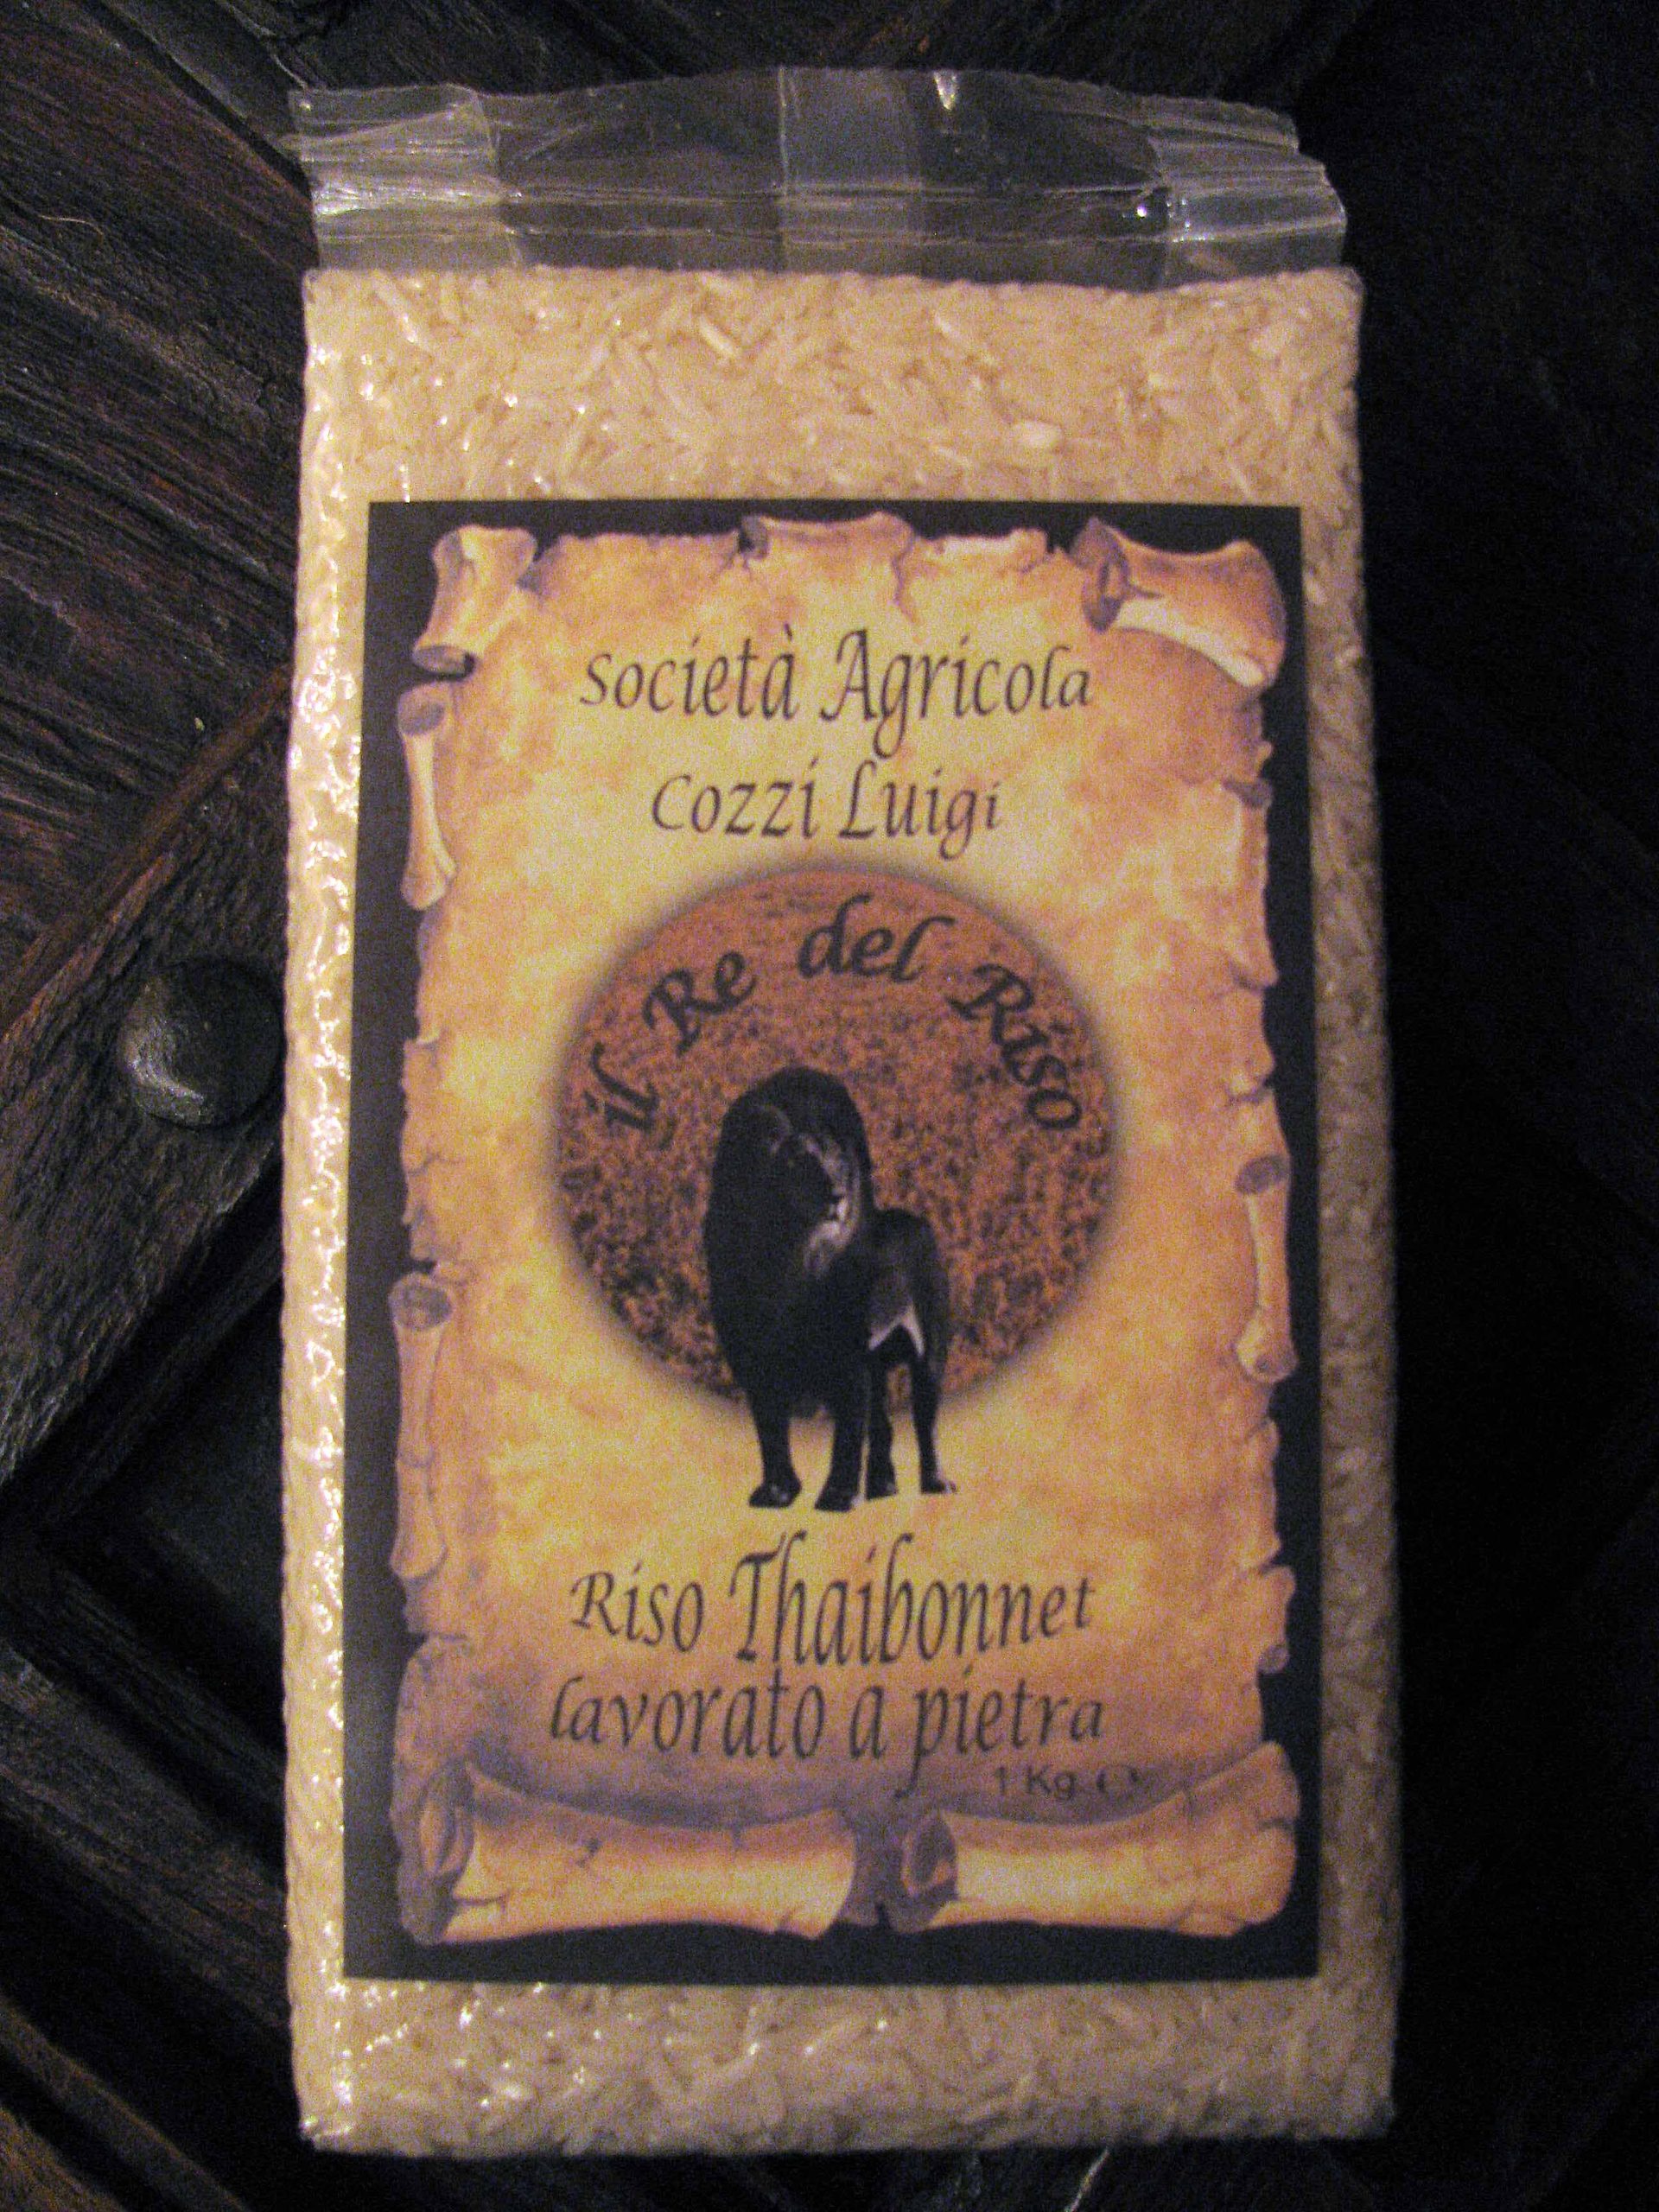 Società Agricola
Cozzi Luigi
il Re del Riso
Riso Thaibonnet
lavorato a pietra
1 Kg.